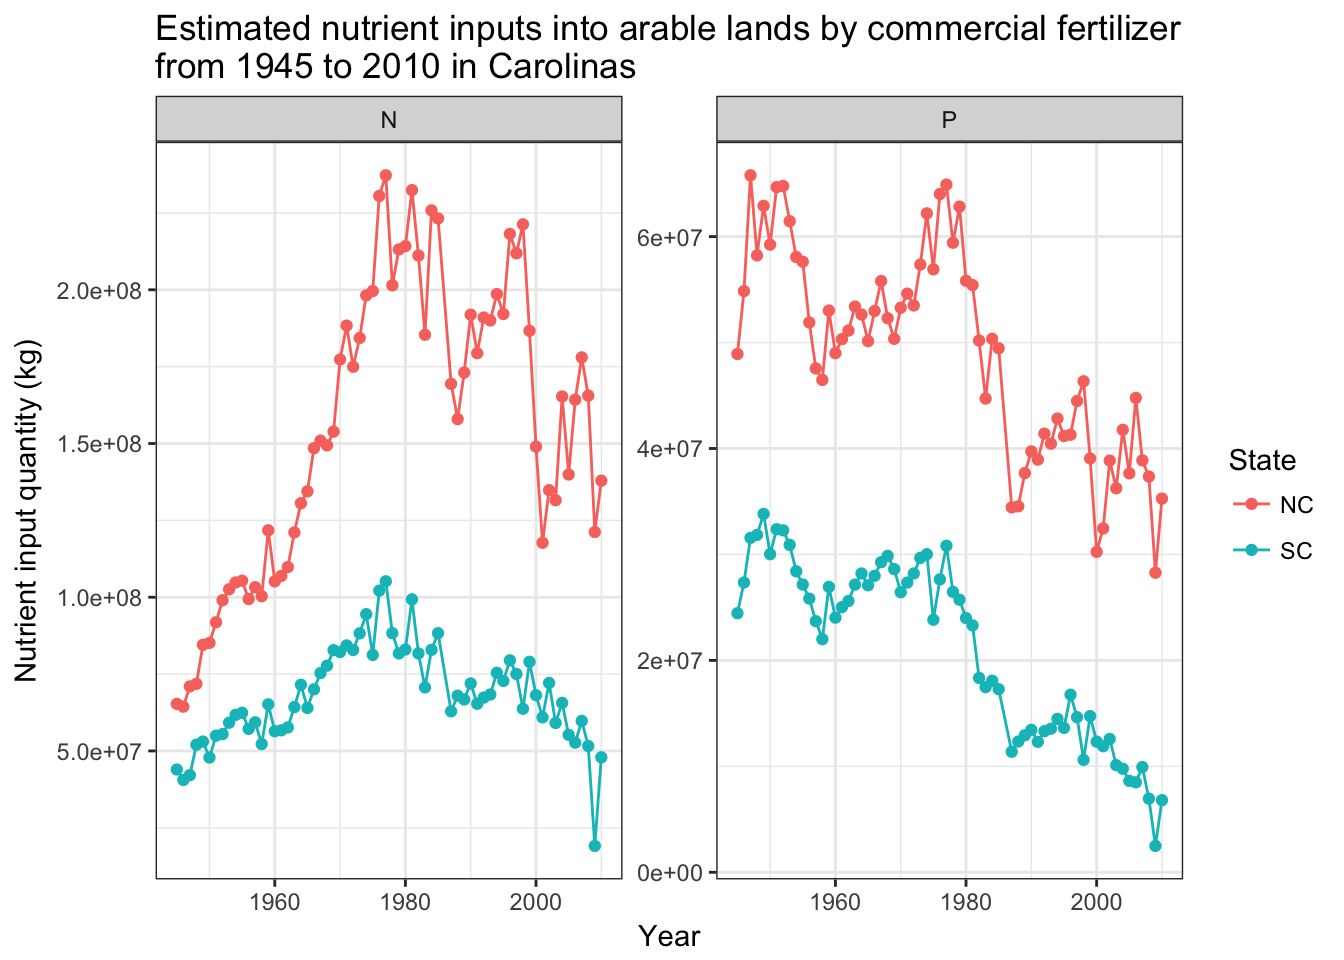 Estimated nutrient inputs into arable lands by commercial fertilizer
from 1945 to 2010 in Carolinas
N
P
Nutrient input quantity (kg)
2.0e+08
1.5e+08
1.0e+08
5.0e+07
6e+07
4e+07
2e+07
0e+00
1960 1980 2000
1960 1980 2000
Year
State
NC
SC